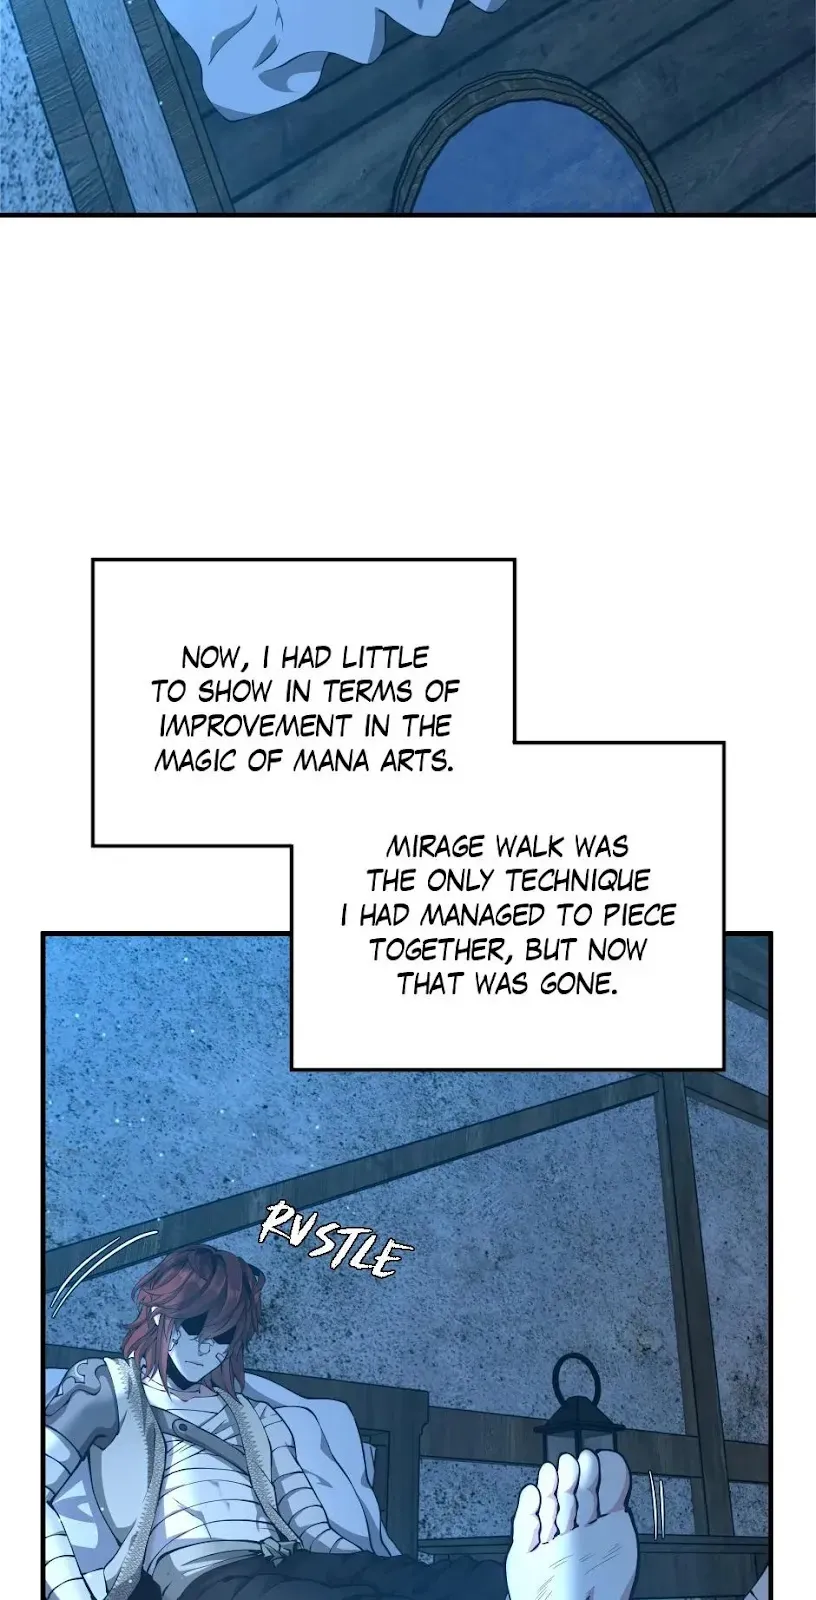 NOW, I HAD LITTLE
TO SHOW IN TERMS OF
IMPROVEMENT IN THE
MAGIC OF MANA ARTS.
MIRAGE WALK WAS
THE ONLY TECHNIQUE
I HAD MANAGED TO PIECE
TOGETHER, BUT NOW
THAT WAS GONE.
RUSTLE